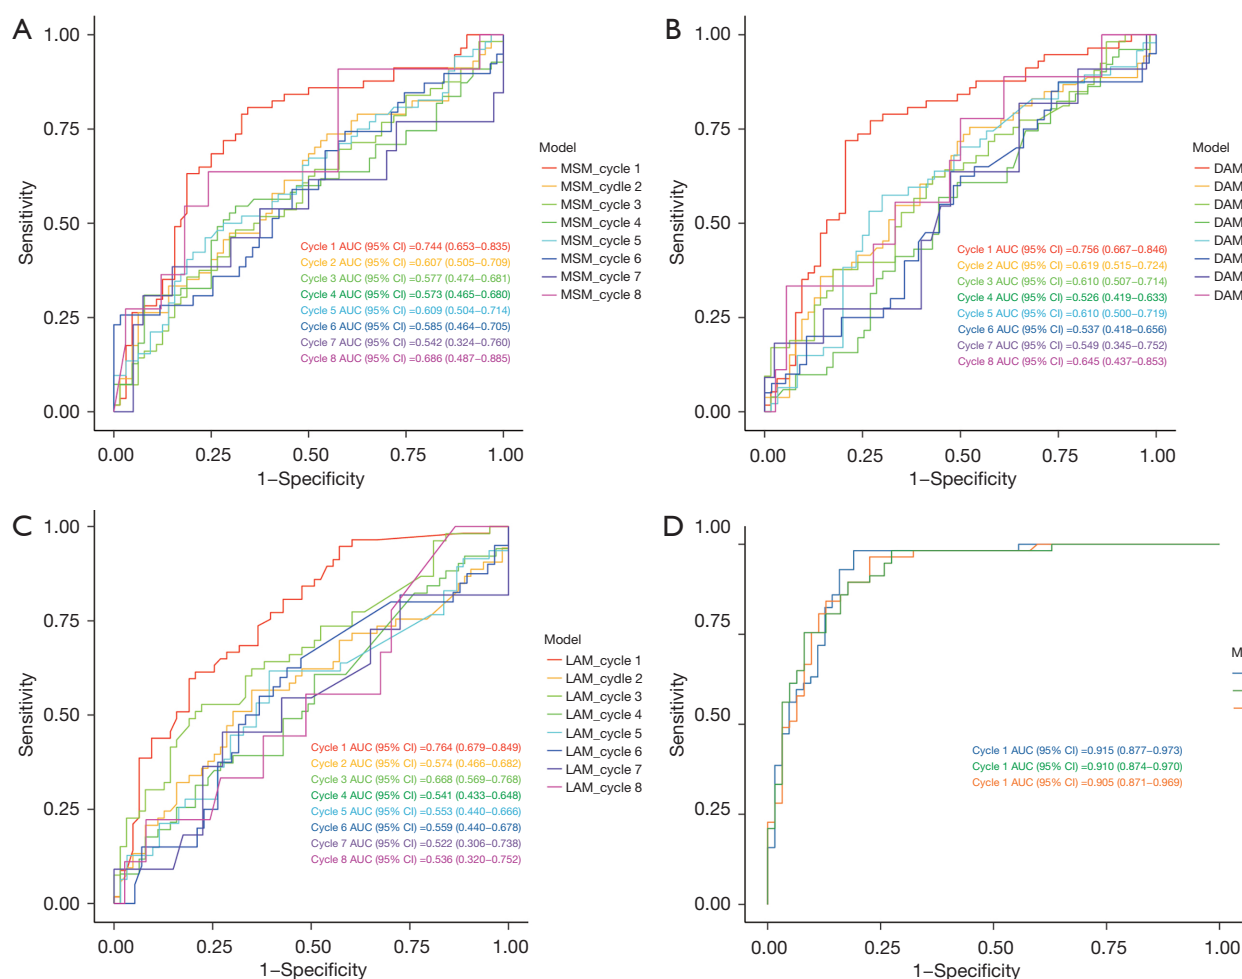 A
1.00
0.75
0.50
0.25
0.00
Sensitivity
0.00 0.25 0.50 0.75 1.00
1–Specificity
Cycle 1 AUC (95% CI) =0.744 (0.653–0.835)
Cycle 2 AUC (95% CI) =0.607 (0.505–0.709)
Cycle 3 AUC (95% CI) =0.577 (0.474–0.681)
Cycle 4 AUC (95% CI) =0.573 (0.465–0.680)
Cycle 5 AUC (95% CI) =0.609 (0.504–0.714)
Cycle 6 AUC (95% CI) =0.585 (0.464–0.705)
Cycle 7 AUC (95% CI) =0.542 (0.324–0.760)
Cycle 8 AUC (95% CI) =0.686 (0.487–0.885)
Model
MSM_cycle 1
MSM_cydle 2
MSM_cycle 3
MSM_cycle 4
MSM_cycle 5
MSM_cycle 6
MSM_cycle 7
MSM_cycle 8
B
1.00
0.75
0.50
0.25
0.00
Sensitivity
0.00 0.25 0.50 0.75 1.00
1–Specificity
Cycle 1 AUC (95% CI) =0.756 (0.667–0.846)
Cycle 2 AUC (95% CI) =0.619 (0.515–0.724)
Cycle 3 AUC (95% CI) =0.610 (0.507–0.714)
Cycle 4 AUC (95% CI) =0.526 (0.419–0.633)
Cycle 5 AUC (95% CI) =0.610 (0.500–0.719)
Cycle 6 AUC (95% CI) =0.537 (0.418–0.656)
Cycle 7 AUC (95% CI) =0.549 (0.345–0.752)
Cycle 8 AUC (95% CI) =0.645 (0.437–0.853)
Model
DAM
DAM
DAM
DAM
DAM
DAM
DAM
DAM
C
1.00
0.75
0.50
0.25
0.00
Sensitivity
0.00 0.25 0.50 0.75 1.00
1–Specificity
Cycle 1 AUC (95% CI) =0.764 (0.679–0.849)
Cycle 2 AUC (95% CI) =0.574 (0.466–0.682)
Cycle 3 AUC (95% CI) =0.668 (0.569–0.768)
Cycle 4 AUC (95% CI) =0.541 (0.433–0.648)
Cycle 5 AUC (95% CI) =0.553 (0.440–0.666)
Cycle 6 AUC (95% CI) =0.559 (0.440–0.678)
Cycle 7 AUC (95% CI) =0.522 (0.306–0.738)
Cycle 8 AUC (95% CI) =0.536 (0.320–0.752)
Model
LAM_cycle 1
LAM_cydle 2
LAM_cycle 3
LAM_cycle 4
LAM_cycle 5
LAM_cycle 6
LAM_cycle 7
LAM_cycle 8
D
1.00
0.75
0.50
0.25
0.00
Sensitivity
0.00 0.25 0.50 0.75 1.00
1–Specificity
Cycle 1 AUC (95% CI) =0.915 (0.877–0.973)
Cycle 1 AUC (95% CI) =0.910 (0.874–0.970)
Cycle 1 AUC (95% CI) =0.905 (0.871–0.969)